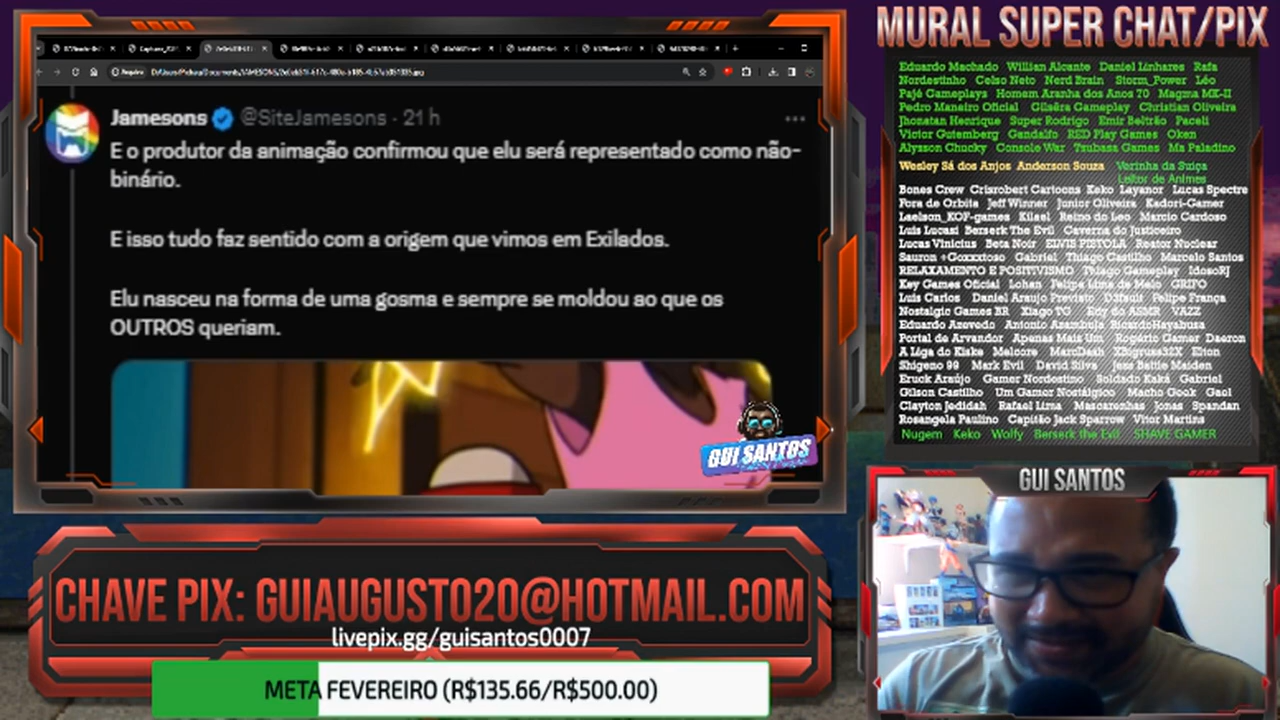 Jamesons @SiteJamesons · 21 h
E o produtor da animação confirmou que elu será representado como não-
binário.
E isso tudo faz sentido com a origem que vimos em Exilados.
Elu nasceu na forma de uma gosma e sempre se moldou ao que os
OUTROS queriam.
GUI SANTOS
CHAVE PIX: GUIAUGUSTO20@HOTMAIL.COM
livepix.gg/guisantos0007
META FEVEREIRO (R$135.66/R$500.00)
MURAL SUPER CHAT/PIX
Eduardo Machado Willian Alcante Daniel Linhares Rafa
Nordestinho Celso Neto Nerd Brain Storm_Power Léo
Pajé Gameplays Homem Aranha dos Anos 70 Magma MK-II
Pedro Maneiro Oficial Gilsêra Gameplay Christian Oliveira
Jhonatan Henrique Super Rodrigo Emir Beltrão Paceli
Victor Gutemberg Gandalfo RED Play Games Oken
Alysson Chucky Console War Tsubasa Games Ma Paladino
Wesley Sá dos Anjos Anderson Souza Verinha da Suiça
Leitor de Animes
Bones Crew Crisrobert Cartoons Keko Layanor Lucas Spectre
Fora de Orbita Jeff Winner Junior Oliveira Kadori-Gamer
Laelson_KOF-games Kilael Reino do Leo Marcio Cardoso
Luis Lucasi Berserk The Evil Caverna do Justiceiro
Lucas Vinicius Beta Noir ELVIS PISTOLA Reator Nuclear
Sauron +Goxxxtoso Gabriel Thiago Castilho Marcelo Santos
RELAXAMENTO E POSITIVISMO Thiago Gameplay IdosoRJ
Key Games Oficial Lohan Felipe Lima de Melo GRIFO
Luis Carlos Daniel Araujo Previato D3fault Felipe França
Nostalgic Games BR Xiago TG Edy do ASMR VAZZ
Eduardo Azevedo Antonio Azambuja RicardoHayabusa
Portal de Arvandor Apenas Mais Um Rogério Gamer Daeron
A Liga do Kiske Melcore MarcDash Elton
Shigeno 99 Mark Evil David Silva Jess Battle Maiden
Eruck Araújo Gamer Nordestino Soldado Kaká Gabriel
Gilson Castilho Um Gamer Nostálgico Macho Geek Gael
Clayton Jedidah Rafael Lima Mascarenhas Jonas Spandan
Rosangela Paulino Capitão Jack Sparrow Vitor Martins
Nugem Keko Wolfy Berserk the Evil SHAVE GAMER
GUI SANTOS